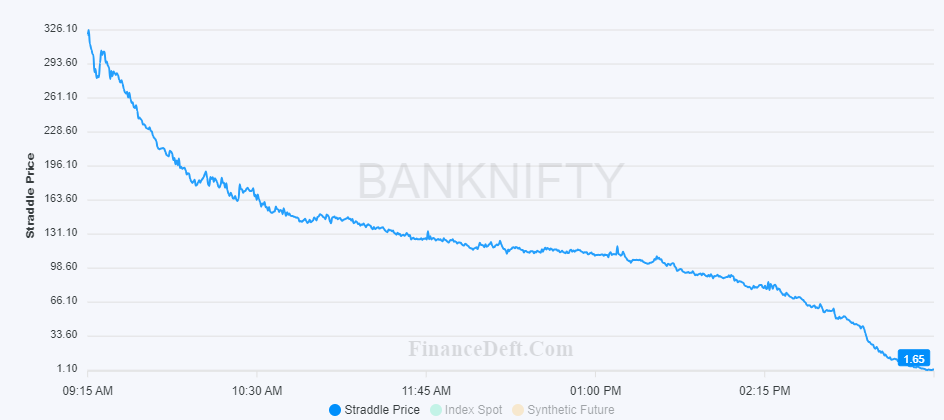 326.10
293.60
261.10
228.60
196.10
163.60
131.10
98.60
66.10
33.60
1.10
Straddle Price
BANKNIFTY
FinanceDeft.Com
1.65
09:15 AM 10:30 AM 11:45 AM 01:00 PM 02:15 PM
Straddle Price Index Spot Synthetic Future